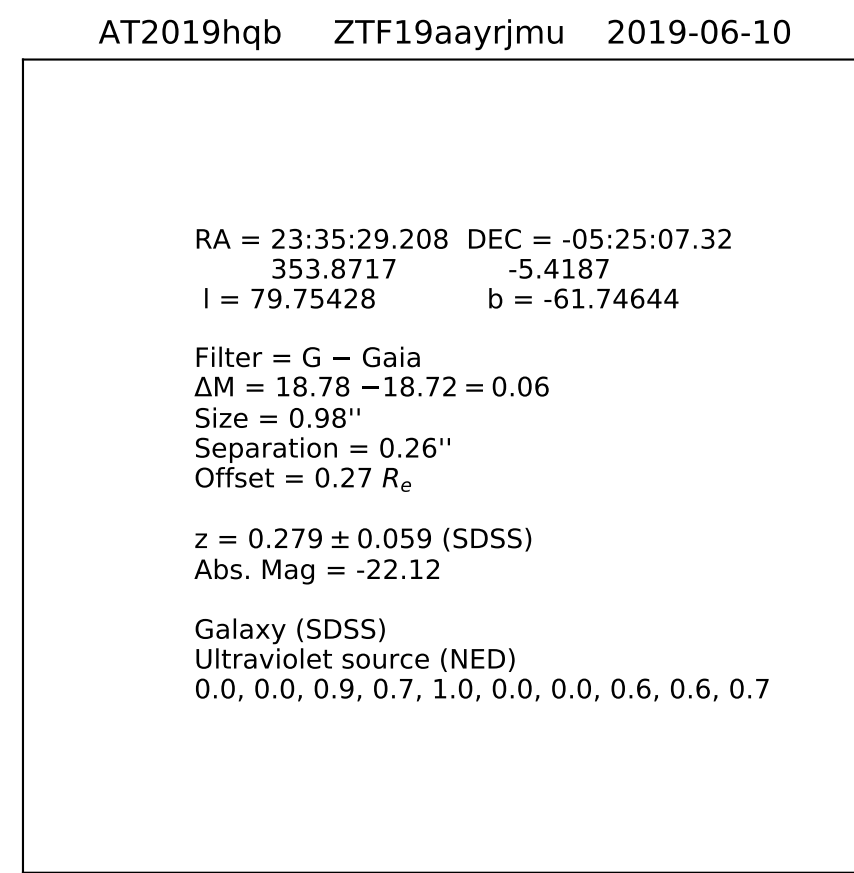 AT2019hqb ZTF19aayrjmu 2019-06-10
RA = 23:35:29.208 DEC = -05:25:07.32
353.8717 -5.4187
l = 79.75428 b = -61.74644
Filter = G − Gaia
ΔM = 18.78 −18.72 = 0.06
Size = 0.98''
Separation = 0.26''
Offset = 0.27 Rₑ
z = 0.279 ± 0.059 (SDSS)
Abs. Mag = -22.12
Galaxy (SDSS)
Ultraviolet source (NED)
0.0, 0.0, 0.9, 0.7, 1.0, 0.0, 0.0, 0.6, 0.6, 0.7